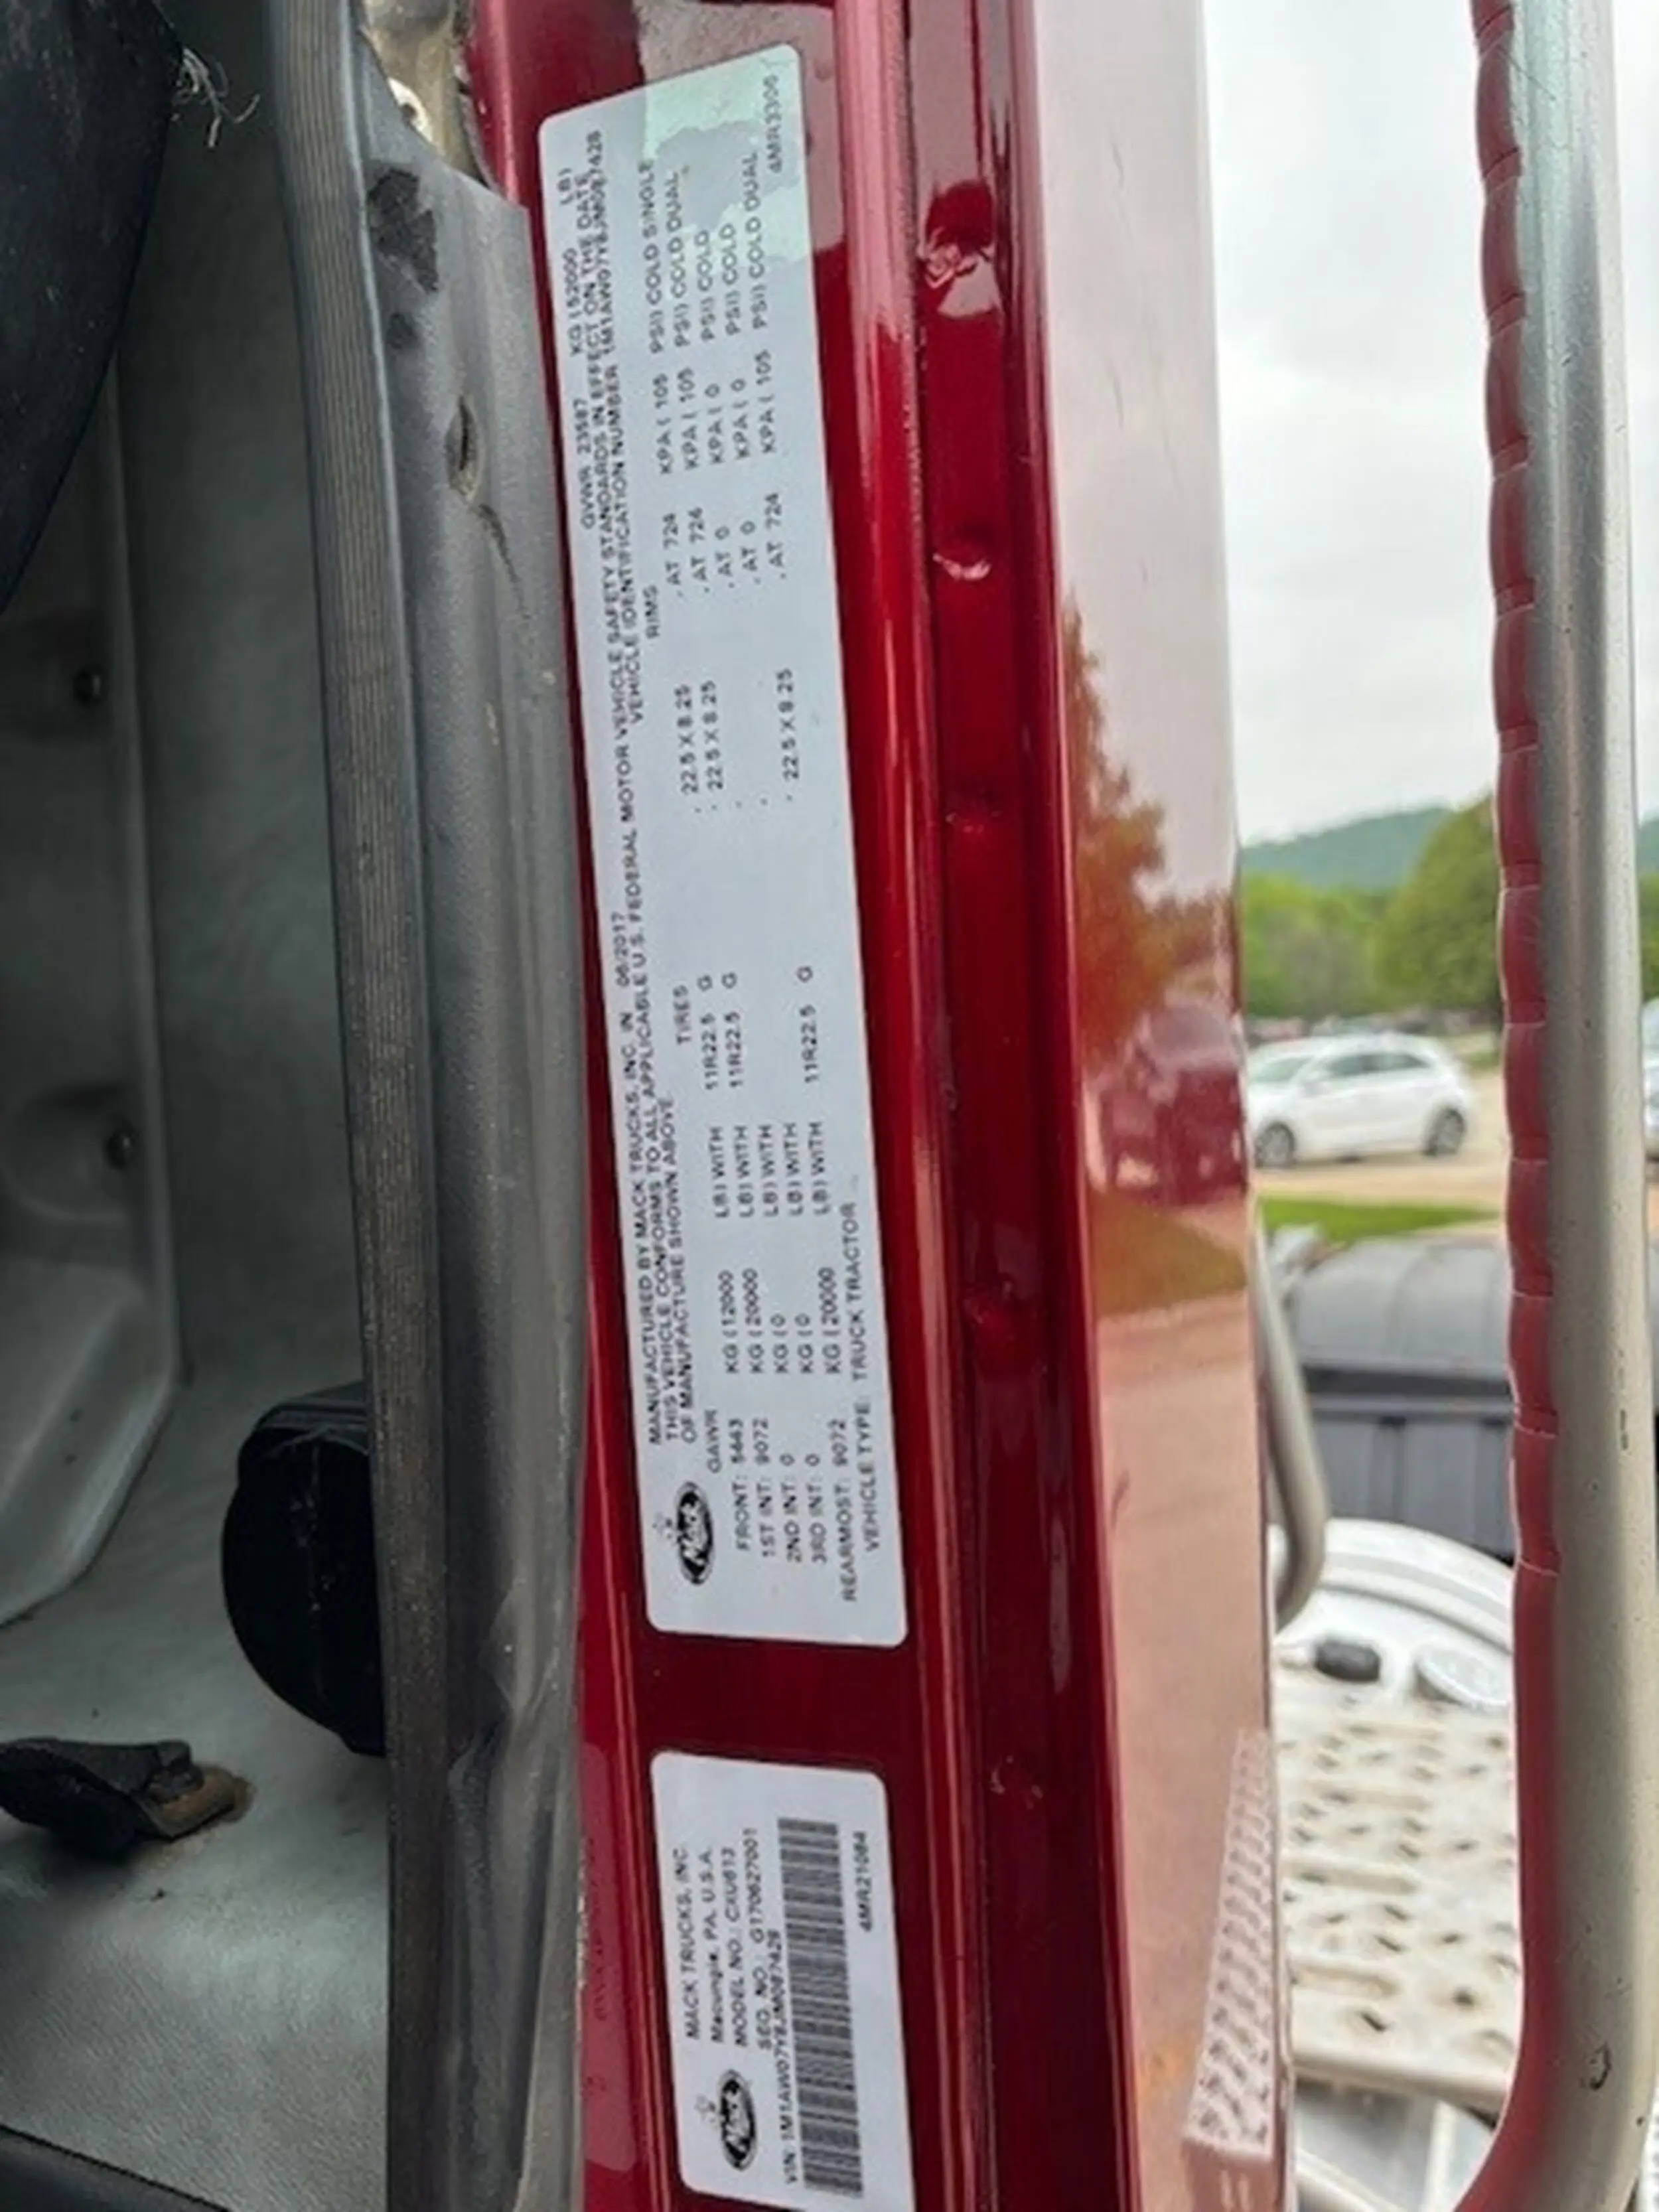 MANUFACTURED BY MACK TRUCKS, INC. IN 06/2017 GVWR 23587 KG (52000 LB)
THIS VEHICLE CONFORMS TO ALL APPLICABLE U.S. FEDERAL MOTOR VEHICLE SAFETY STANDARDS IN EFFECT ON THE DATE
OF MANUFACTURE SHOWN ABOVE VEHICLE IDENTIFICATION NUMBER 1M1AW07Y8JM087428
GAWR TIRES RIMS
Mack
FRONT: 5443 KG (12000 LB) WITH 11R22.5 G , 22.5 X 8.25 , AT 724 KPA ( 105 PSI) COLD SINGLE
1ST INT: 9072 KG (20000 LB) WITH 11R22.5 G , 22.5 X 8.25 , AT 724 KPA ( 105 PSI) COLD DUAL
2ND INT: 0 KG (0 LB) WITH , , AT 0 KPA ( 0 PSI) COLD
3RD INT: 0 KG (0 LB) WITH , , AT 0 KPA ( 0 PSI) COLD
REARMOST: 9072 KG (20000 LB) WITH 11R22.5 G , 22.5 X 8.25 , AT 724 KPA ( 105 PSI) COLD DUAL
VEHICLE TYPE: TRUCK TRACTOR 4MR3306
MACK TRUCKS, INC.
Macungie, PA, U.S.A.
MODEL NO.: CXU613
SEQ. NO.: G170627001
Mack
VIN: 1M1AW07Y8JM087428
4MR21084